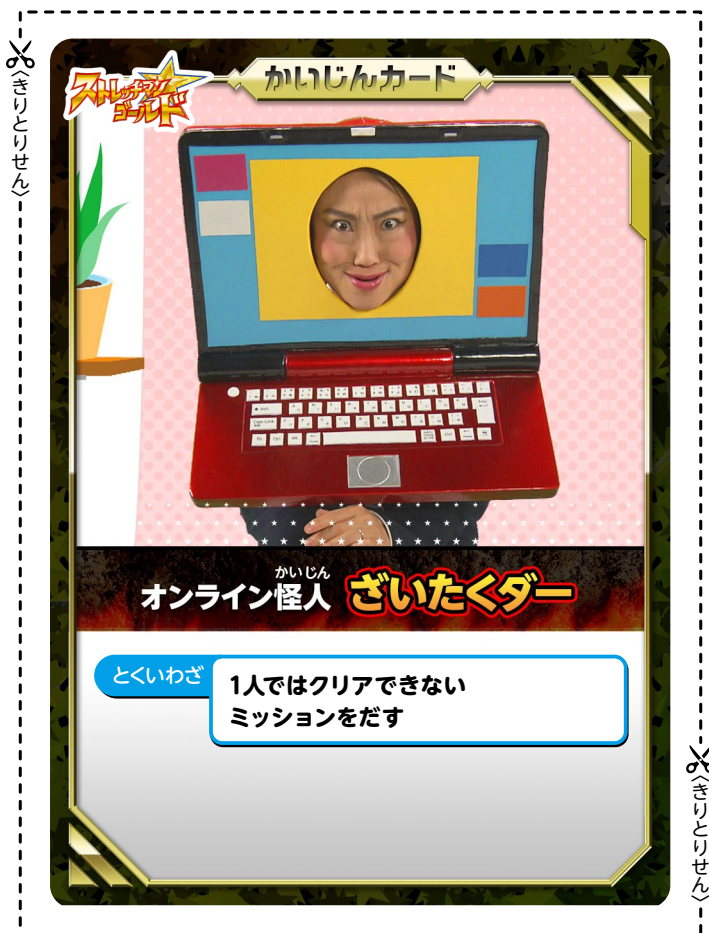 〈きりとりせん〉
ストレッチマン
ゴールド
かいじんカード
オンライン怪人 ざいたくダー
かいじん
とくいわざ
1人ではクリアできない
ミッションをだす
〈きりとりせん〉